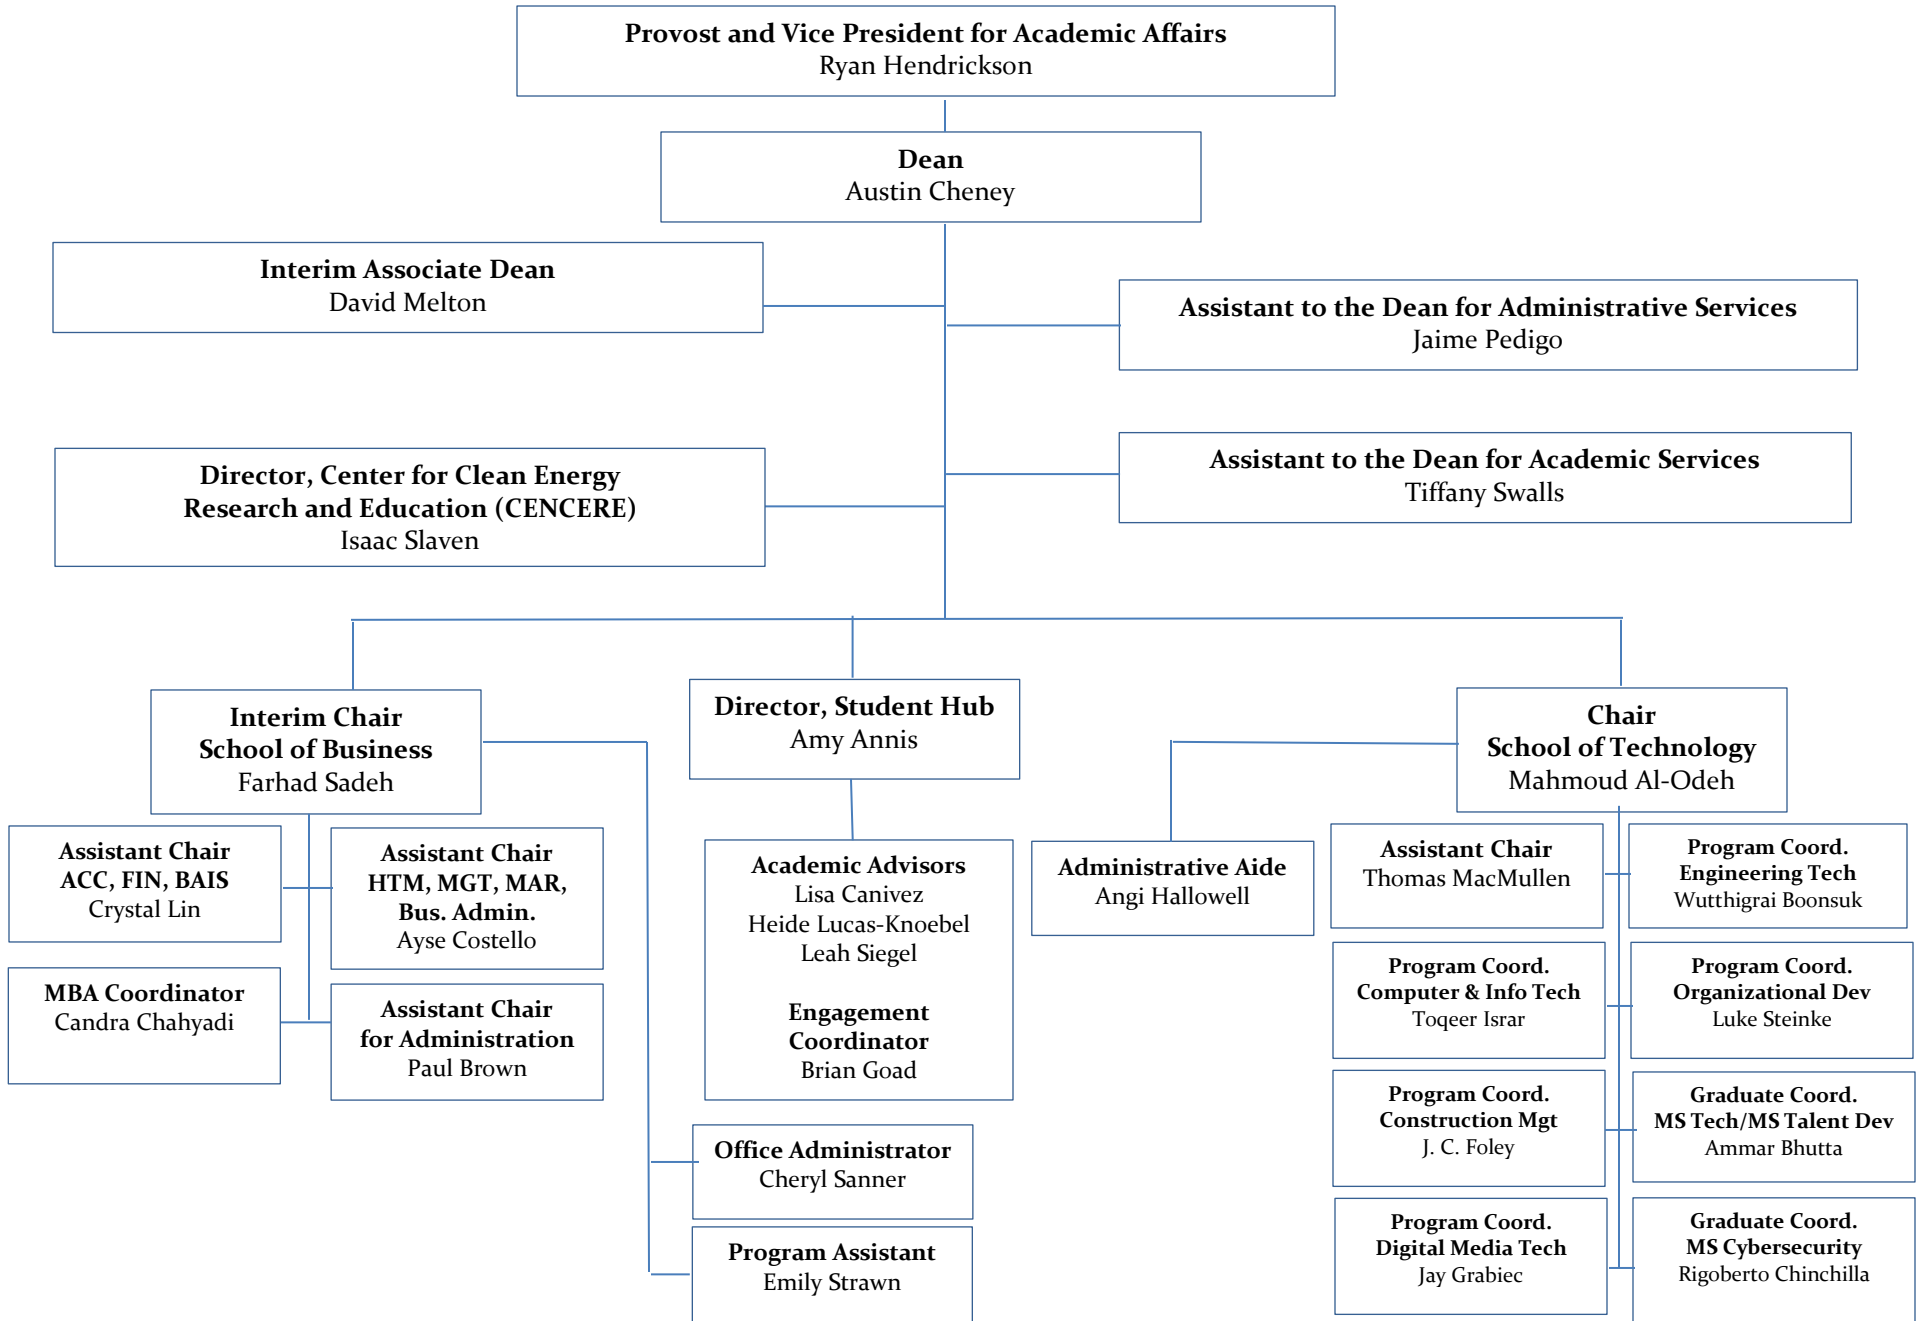 Provost and Vice President for Academic Affairs
Ryan Hendrickson
Dean
Austin Cheney
Interim Associate Dean
David Melton
Assistant to the Dean for Administrative Services
Jaime Pedigo
Director, Center for Clean Energy
Research and Education (CENCERE)
Isaac Slaven
Assistant to the Dean for Academic Services
Tiffany Swalls
Interim Chair
School of Business
Farhad Sadeh
Director, Student Hub
Amy Annis
Chair
School of Technology
Mahmoud Al-Odeh
Assistant Chair
ACC, FIN, BAIS
Crystal Lin
Assistant Chair
HTM, MGT, MAR,
Bus. Admin.
Ayse Costello
MBA Coordinator
Candra Chahyadi
Assistant Chair
for Administration
Paul Brown
Academic Advisors
Lisa Canivez
Heide Lucas-Knoebel
Leah Siegel
Engagement
Coordinator
Brian Goad
Office Administrator
Cheryl Sanner
Program Assistant
Emily Strawn
Administrative Aide
Angi Hallowell
Assistant Chair
Thomas MacMullen
Program Coord.
Engineering Tech
Wutthigrai Boonsuk
Program Coord.
Computer & Info Tech
Toqeer Israr
Program Coord.
Organizational Dev
Luke Steinke
Program Coord.
Construction Mgt
J. C. Foley
Graduate Coord.
MS Tech/MS Talent Dev
Ammar Bhutta
Program Coord.
Digital Media Tech
Jay Grabiec
Graduate Coord.
MS Cybersecurity
Rigoberto Chinchilla